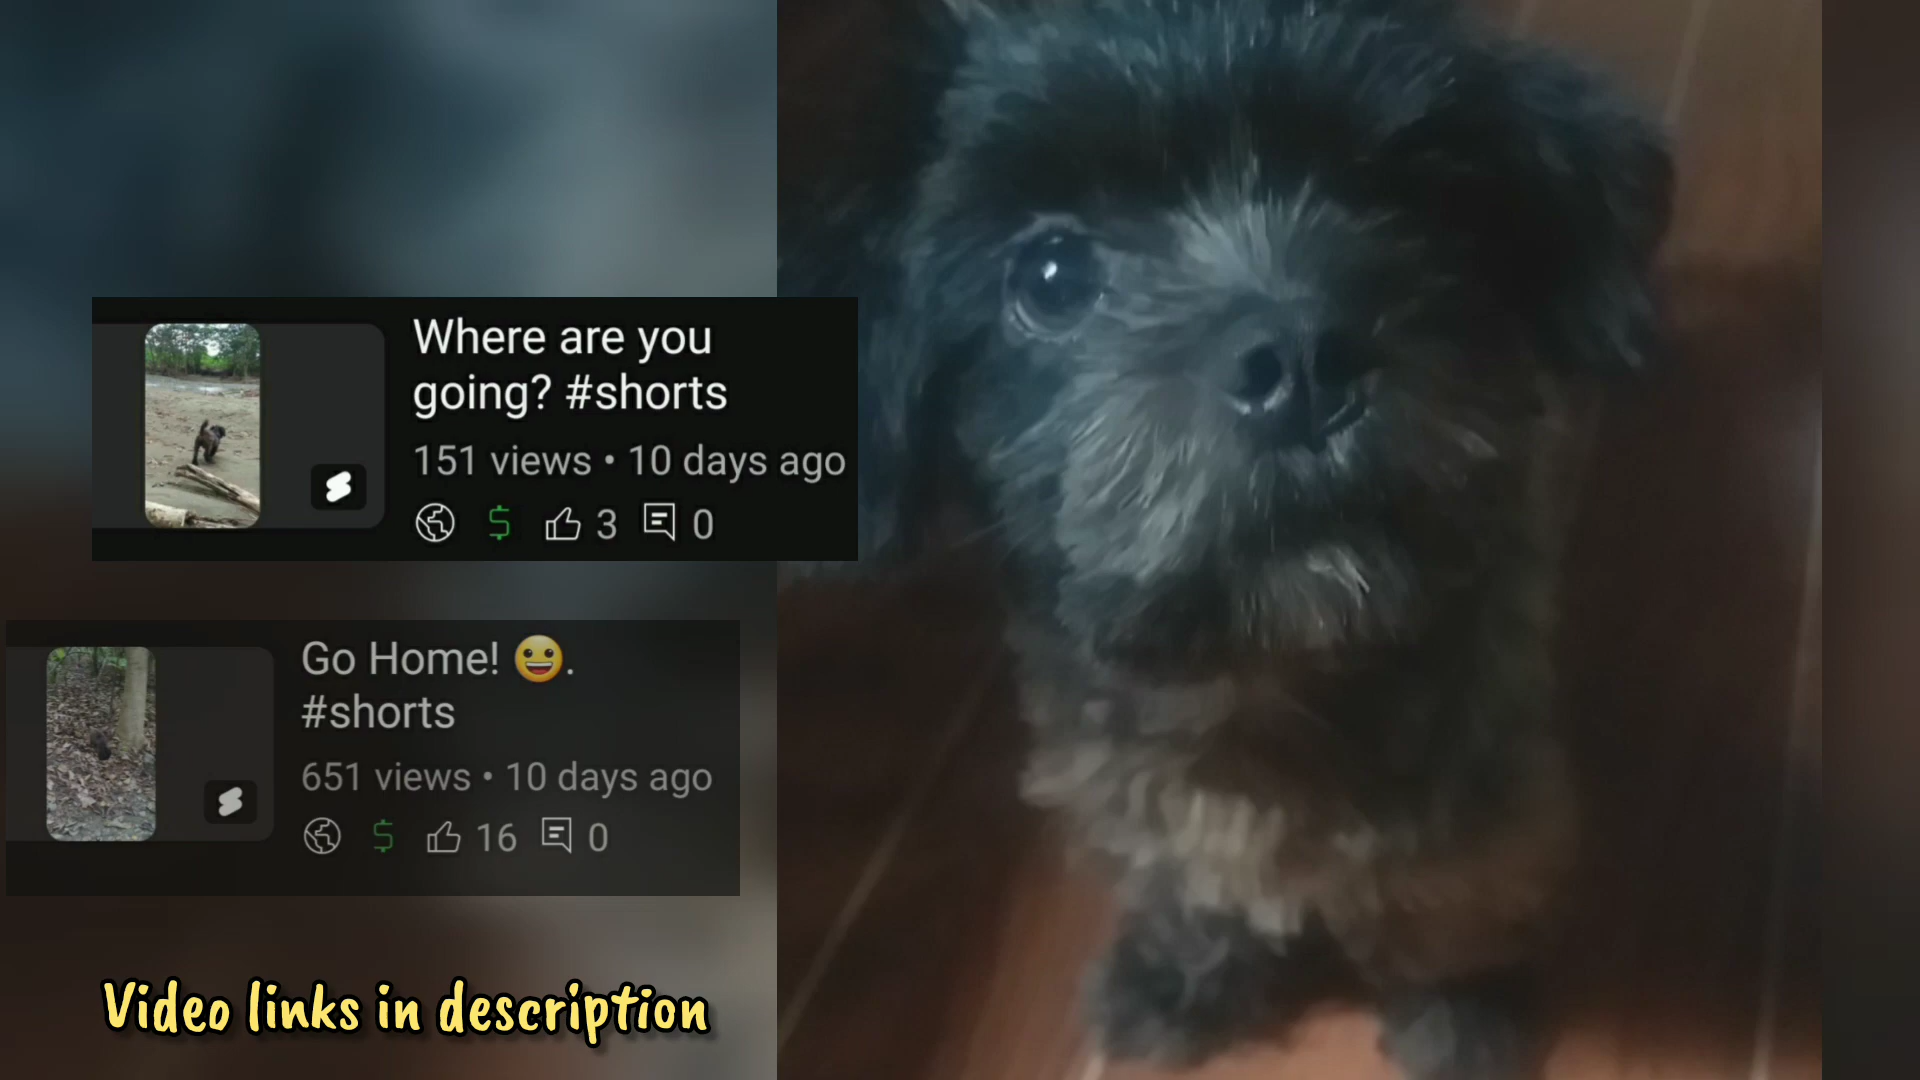 Where are you
going? #shorts
151 views • 10 days ago
3 0
Go Home! 😀.
#shorts
651 views • 10 days ago
16 0
Video links in description